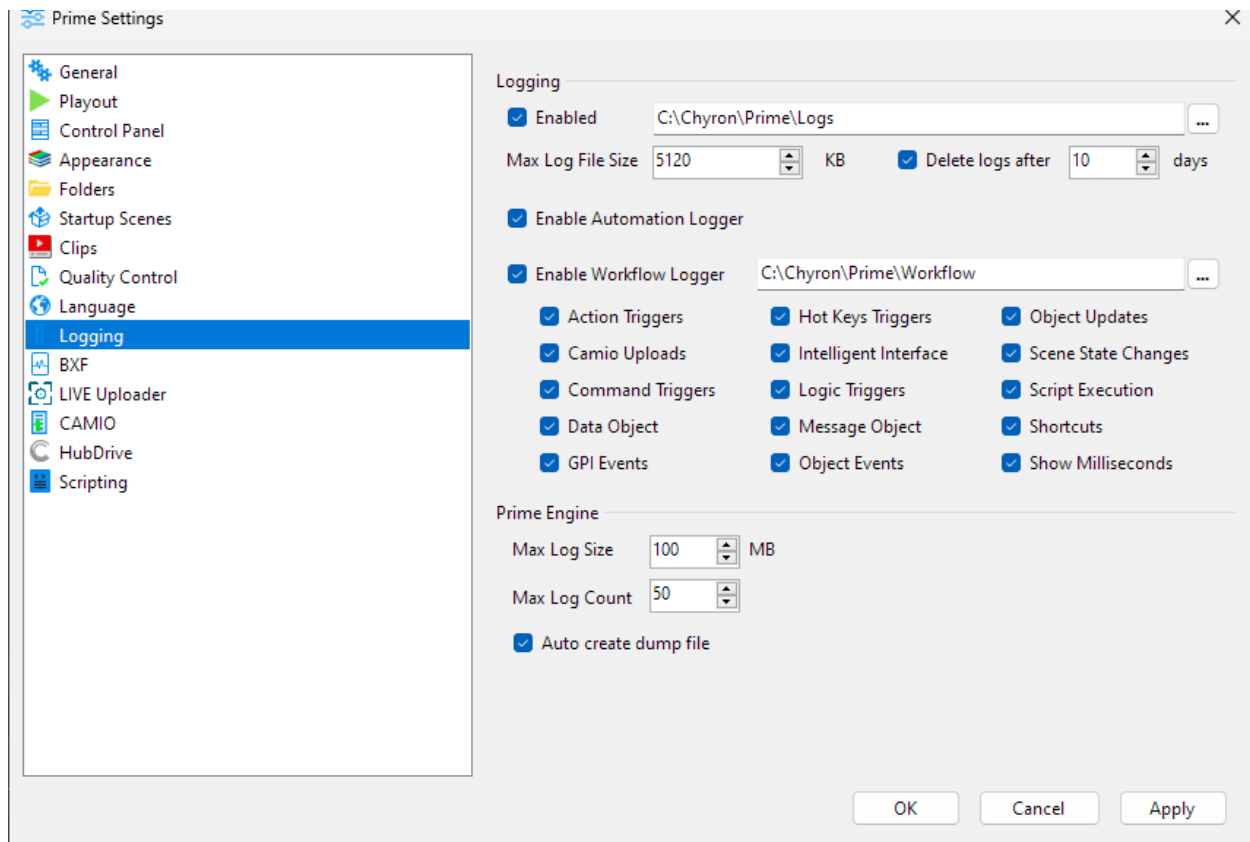 Prime Settings
General
Playout
Control Panel
Appearance
Folders
Startup Scenes
Clips
Quality Control
Language
Logging
BXF
LIVE Uploader
CAMIO
HubDrive
Scripting
Logging
Enabled C:\Chyron\Prime\Logs ...
Max Log File Size 5120 KB Delete logs after 10 days
Enable Automation Logger
Enable Workflow Logger C:\Chyron\Prime\Workflow ...
Action Triggers Hot Keys Triggers Object Updates
Camio Uploads Intelligent Interface Scene State Changes
Command Triggers Logic Triggers Script Execution
Data Object Message Object Shortcuts
GPI Events Object Events Show Milliseconds
Prime Engine
Max Log Size 100 MB
Max Log Count 50
Auto create dump file
OK Cancel Apply